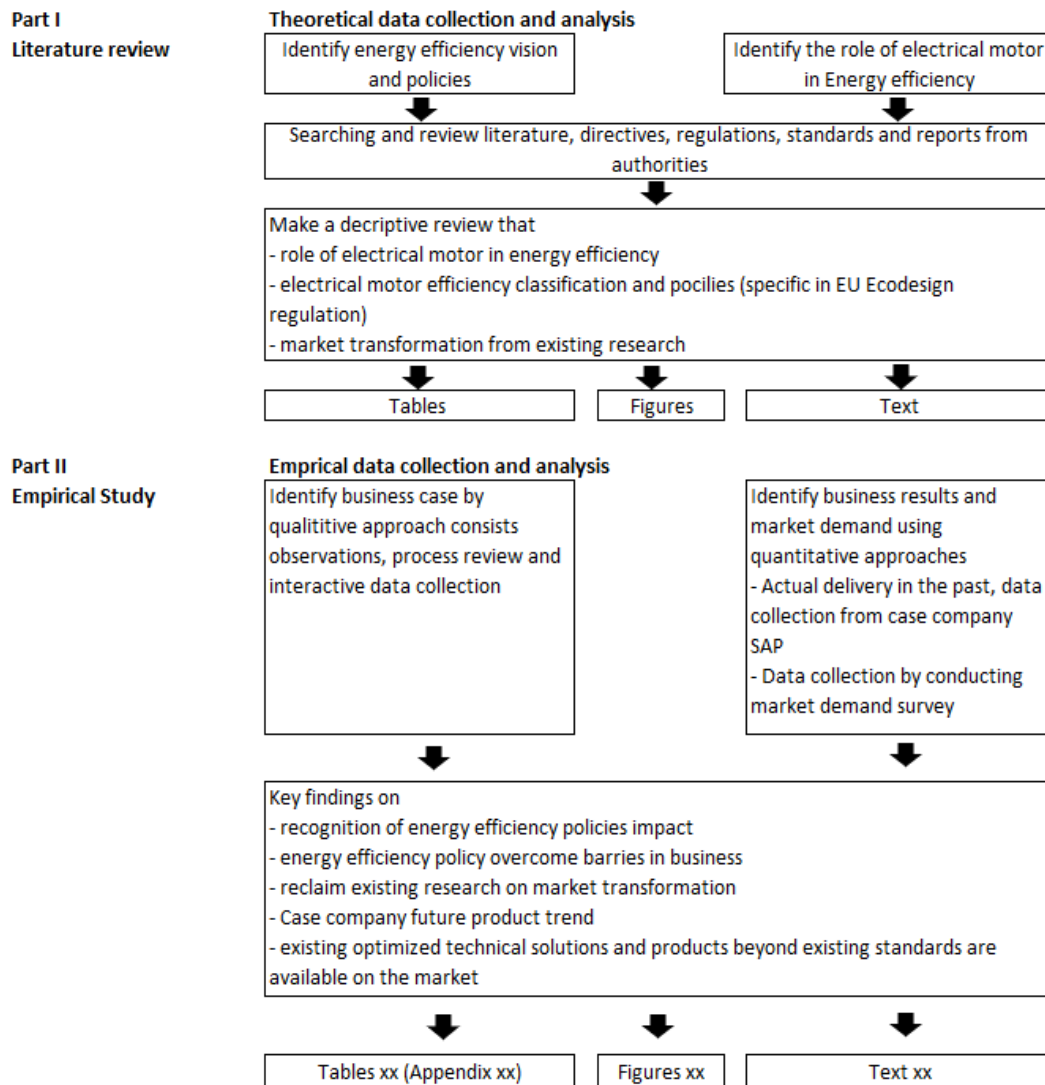 Part I
Theoretical data collection and analysis
Literature review
Identify energy efficiency vision
and policies
Identify the role of electrical motor
in Energy efficiency
Searching and review literature, directives, regulations, standards and reports from
authorities
Make a decriptive review that
- role of electrical motor in energy efficiency
- electrical motor efficiency classification and pocilies (specific in EU Ecodesign
regulation)
- market transformation from existing research
Tables
Figures
Text
Part II
Emprical data collection and analysis
Empirical Study
Identify business case by
qualititive approach consists
observations, process review and
interactive data collection
Identify business results and
market demand using
quantitative approaches
- Actual delivery in the past, data
collection from case company
SAP
- Data collection by conducting
market demand survey
Key findings on
- recognition of energy efficiency policies impact
- energy efficiency policy overcome barries in business
- reclaim existing research on market transformation
- Case company future product trend
- existing optimized technical solutions and products beyond existing standards are
available on the market
Tables xx (Appendix xx)
Figures xx
Text xx